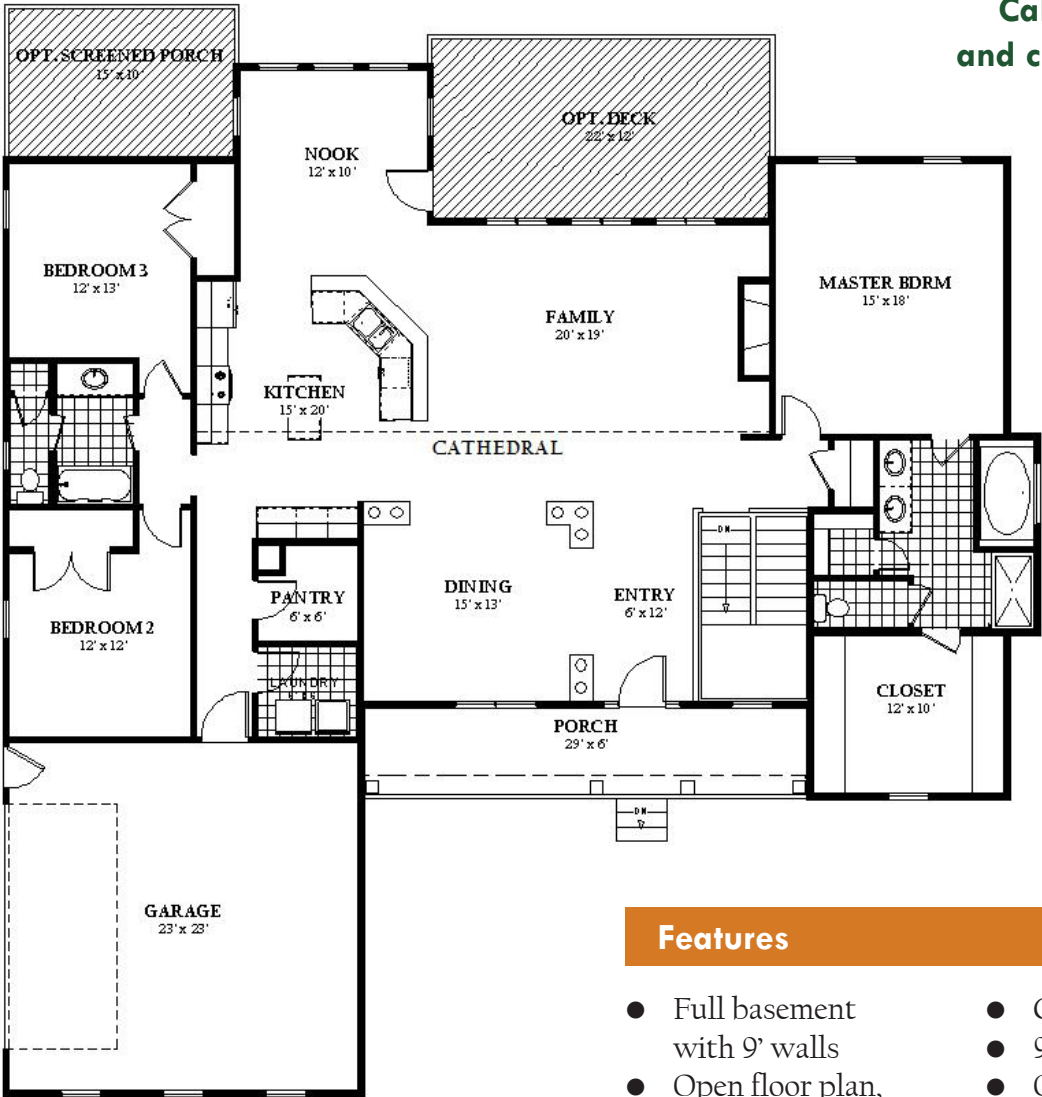 Cal
and c
OPT. SCREENED PORCH
15' x 10'
OPT. DECK
22' x 12'
NOOK
12' x 10'
BEDROOM 3
12' x 13'
MASTER BDRM
15' x 18'
FAMILY
20' x 19'
KITCHEN
15' x 20'
CATHEDRAL
DN
DINING
15' x 13'
ENTRY
6' x 12'
PANTRY
6' x 6'
BEDROOM 2
12' x 12'
LAUNDRY
CLOSET
12' x 10'
PORCH
29' x 6'
DN
GARAGE
23' x 23'
Features
● Full basement
with 9’ walls
● Open floor plan,
●
● 9
●